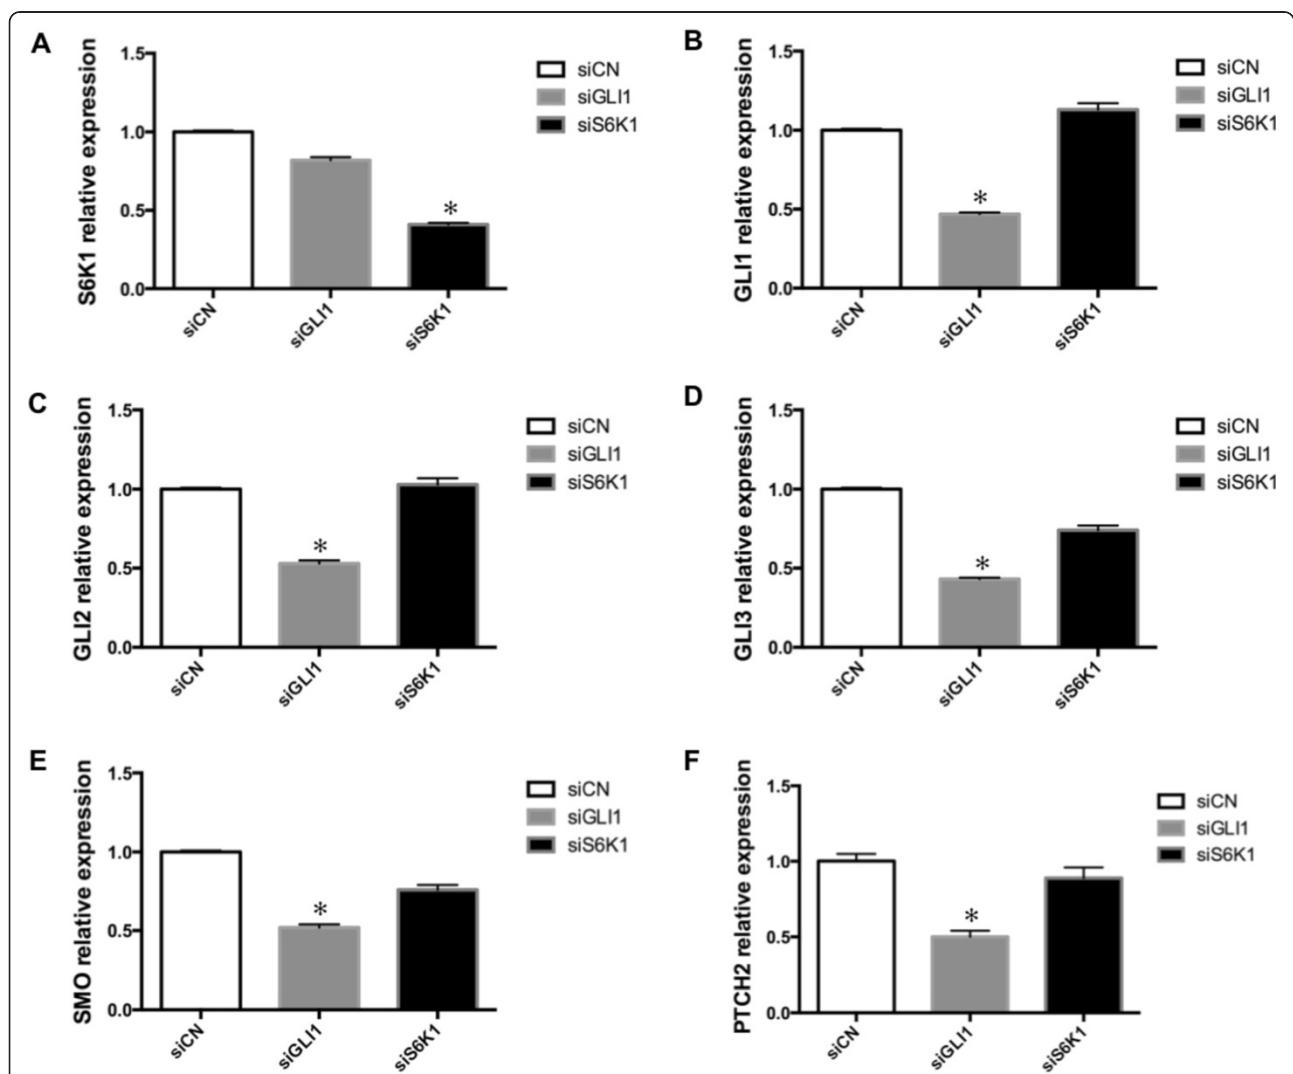 A
S6K1 relative expression
1.5
1.0
0.5
0.0
siCN
siGLI1
siS6K1
siCN
siGLI1
siS6K1
*
B
GLI1 relative expression
1.5
1.0
0.5
0.0
siCN
siGLI1
siS6K1
siCN
siGLI1
siS6K1
*
C
GLI2 relative expression
1.5
1.0
0.5
0.0
siCN
siGLI1
siS6K1
siCN
siGLI1
siS6K1
*
D
GLI3 relative expression
1.5
1.0
0.5
0.0
siCN
siGLI1
siS6K1
siCN
siGLI1
siS6K1
*
E
SMO relative expression
1.5
1.0
0.5
0.0
siCN
siGLI1
siS6K1
siCN
siGLI1
siS6K1
*
F
PTCH2 relative expression
1.5
1.0
0.5
0.0
siCN
siGLI1
siS6K1
siCN
siGLI1
siS6K1
*